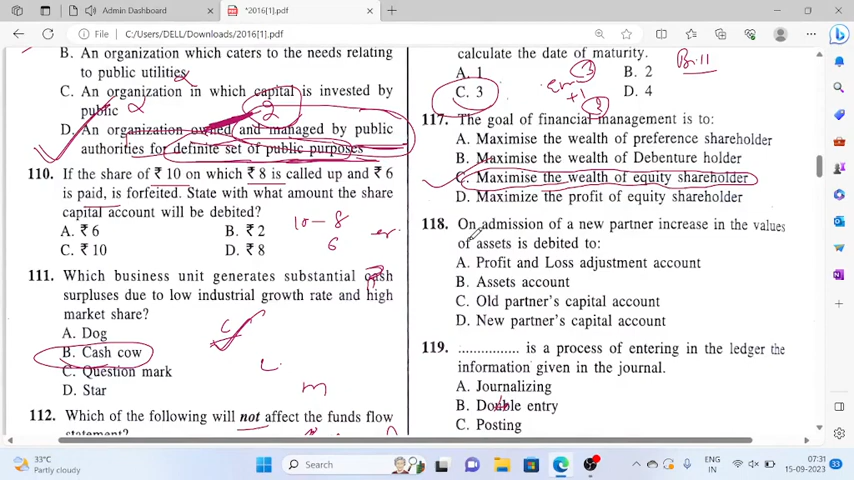 Admin Dashboard
*2016[1].pdf
File
C:/Users/DELL/Downloads/2016[1].pdf
B. An organization which caters to the needs relating
to public utilities
C. An organization in which capital is invested by
public
2
D. An organization owned and managed by public
authorities for definite set of public purposes
110. If the share of ₹ 10 on which ₹ 8 is called up and ₹ 6
is paid, is forfeited. State with what amount the share
capital account will be debited?
A. ₹ 6
B. ₹ 2
C. ₹ 10
D. ₹ 8
10 – 8
6
111. Which business unit generates substantial cash
surpluses due to low industrial growth rate and high
market share?
A. Dog
B. Cash cow
C. Question mark
D. Star
C
L
m
112. Which of the following will not affect the funds flow
statement?
calculate the date of maturity.
A. 1
B. 2
C. 3
D. 4
Bill
3
+1
117. The goal of financial management is to:
A. Maximise the wealth of preference shareholder
B. Maximise the wealth of Debenture holder
C. Maximise the wealth of equity shareholder
D. Maximize the profit of equity shareholder
118. On admission of a new partner increase in the values
of assets is debited to:
A. Profit and Loss adjustment account
B. Assets account
C. Old partner's capital account
D. New partner's capital account
119. ................ is a process of entering in the ledger the
information given in the journal.
A. Journalizing
B. Double entry
C. Posting
33°C
Partly cloudy
Search
ENG
IN
07:31
15-09-2023
33